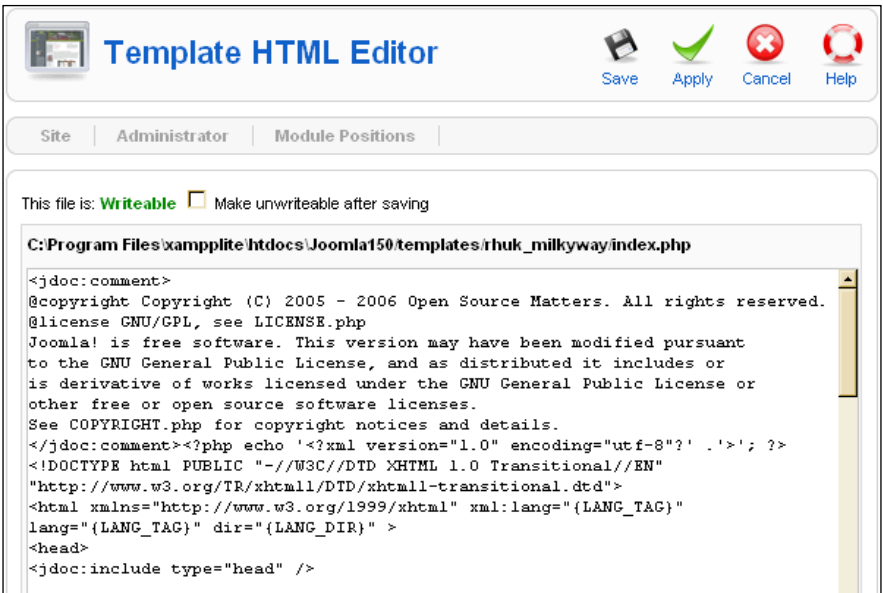 Template HTML Editor
Save Apply Cancel Help
Site Administrator Module Positions
This file is: Writeable Make unwriteable after saving
C:\Program Files\xampplite\htdocs\Joomla150/templates/rhuk_milkyway/index.php
<jdoc:comment>
@copyright Copyright (C) 2005 - 2006 Open Source Matters. All rights reserved.
@license GNU/GPL, see LICENSE.php
Joomla! is free software. This version may have been modified pursuant
to the GNU General Public License, and as distributed it includes or
is derivative of works licensed under the GNU General Public License or
other free or open source software licenses.
See COPYRIGHT.php for copyright notices and details.
</jdoc:comment><?php echo '<?xml version="1.0" encoding="utf-8"?' .'>'; ?>
<!DOCTYPE html PUBLIC "-//W3C//DTD XHTML 1.0 Transitional//EN"
"http://www.w3.org/TR/xhtml1/DTD/xhtml1-transitional.dtd">
<html xmlns="http://www.w3.org/1999/xhtml" xml:lang="{LANG_TAG}"
lang="{LANG_TAG}" dir="{LANG_DIR}" >
<head>
<jdoc:include type="head" />